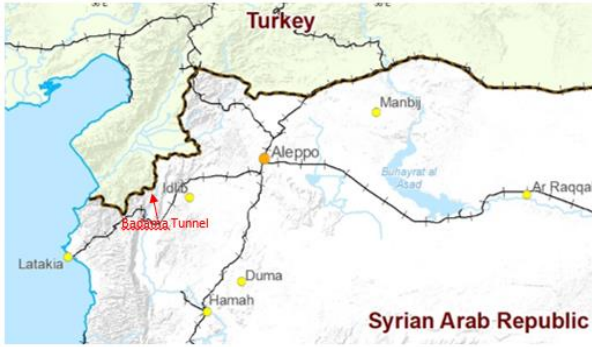 Turkey
Manbij
Aleppo
Buhayrat al
Asad
Idlib
Ar Raqqa
Tunnel
Latakia
Duma
Hamah
Syrian Arab Republic